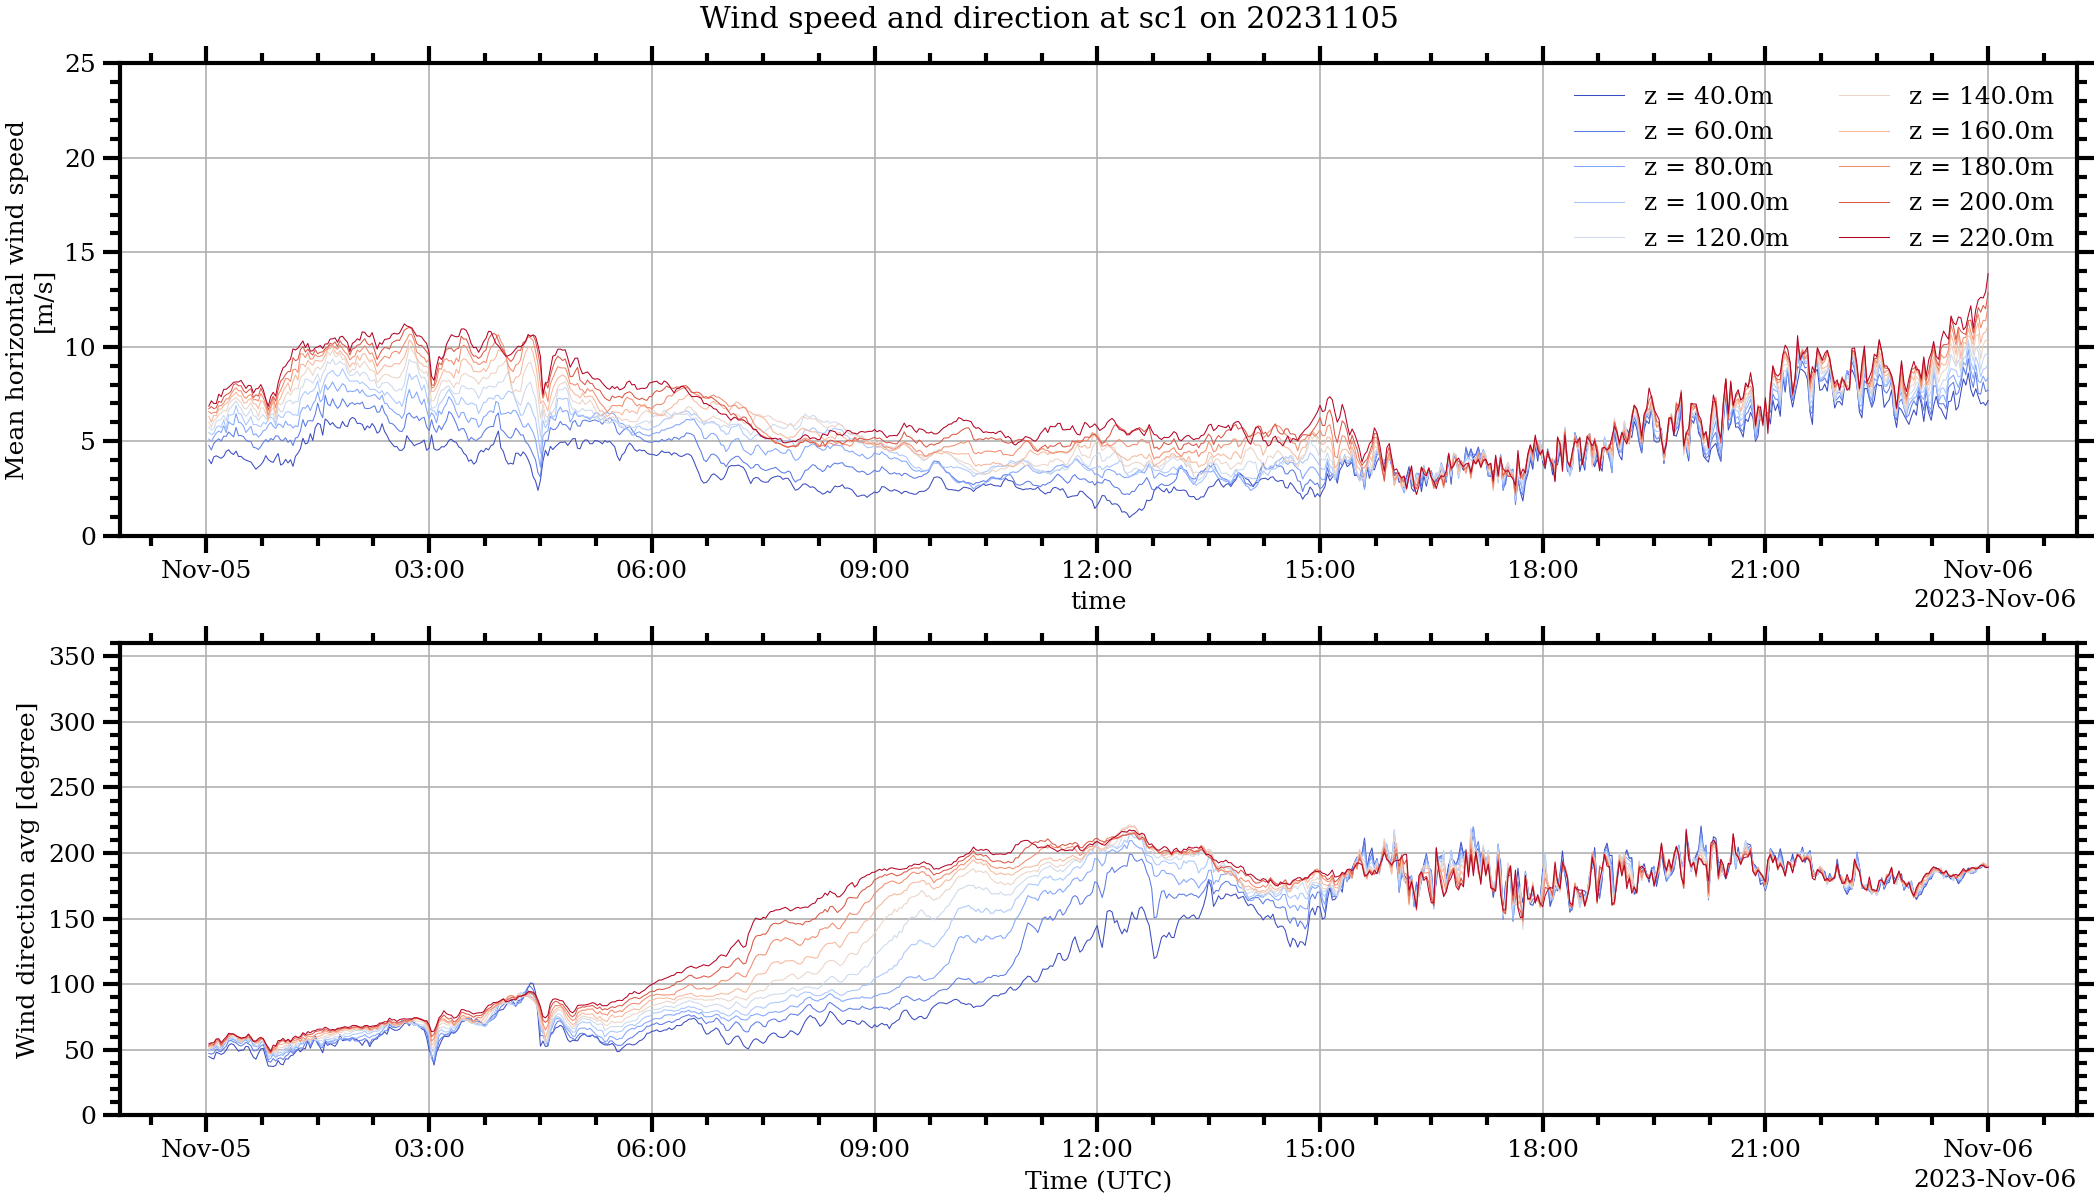 Wind speed and direction at sc1 on 20231105
Mean horizontal wind speed
[m/s]
25
20
15
10
5
0
z = 40.0m
z = 60.0m
z = 80.0m
z = 100.0m
z = 120.0m
z = 140.0m
z = 160.0m
z = 180.0m
z = 200.0m
z = 220.0m
Nov-05 03:00 06:00 09:00 12:00 15:00 18:00 21:00 Nov-06
time
2023-Nov-06
Wind direction avg [degree]
350
300
250
200
150
100
50
0
Nov-05 03:00 06:00 09:00 12:00 15:00 18:00 21:00 Nov-06
Time (UTC)
2023-Nov-06